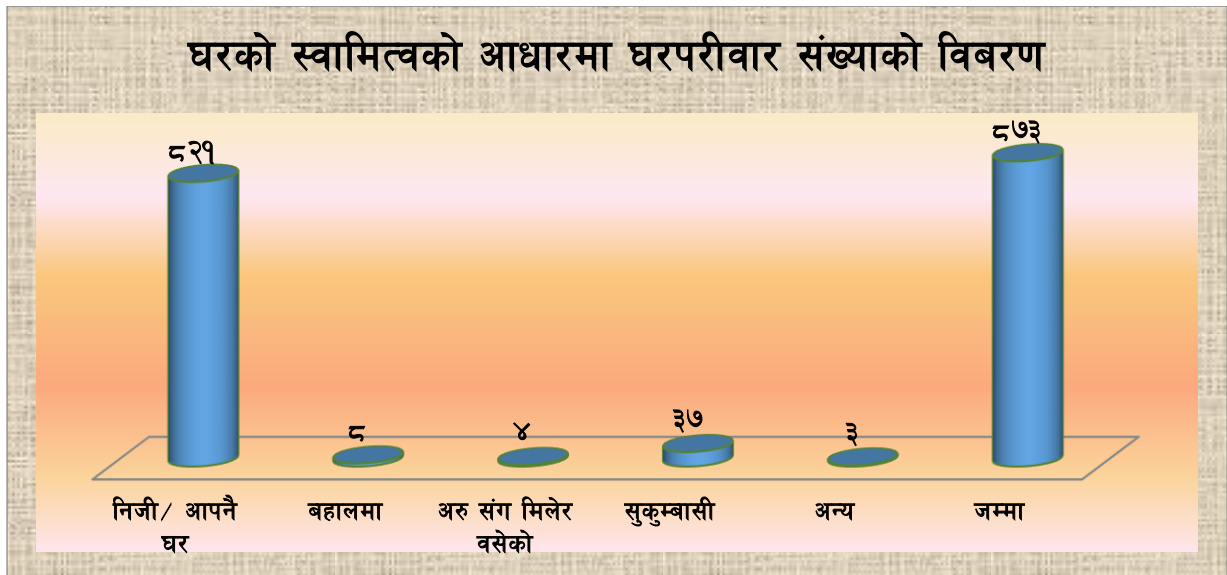 घरको स्वामित्वको आधारमा घरपरीवार संख्याको विबरण
८२१
८
४
३७
३
८७३
निजी/ आपनै घर
बहालमा
अरु संग मिलेर वसेको
सुकुम्बासी
अन्य
जम्मा